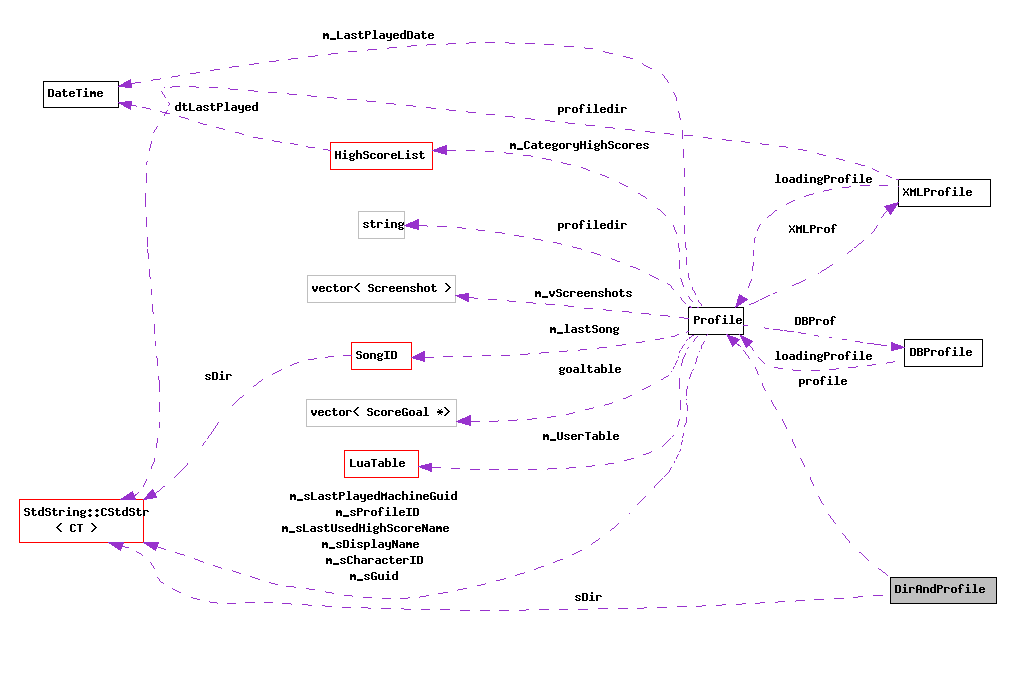 m_LastPlayedDate
DateTime
dtLastPlayed
profiledir
m_CategoryHighScores
HighScoreList
loadingProfile
XMLProfile
string
profiledir
XMLProf
vector< Screenshot >
m_vScreenshots
Profile
DBProf
m_lastSong
SongID
loadingProfile
profile
DBProfile
sDir
goaltable
vector< ScoreGoal *>
m_UserTable
LuaTable
m_sLastPlayedMachineGuid
m_sProfileID
m_sLastUsedHighScoreName
m_sDisplayName
m_sCharacterID
m_sGuid
StdString::CStdStr
< CT >
sDir
DirAndProfile